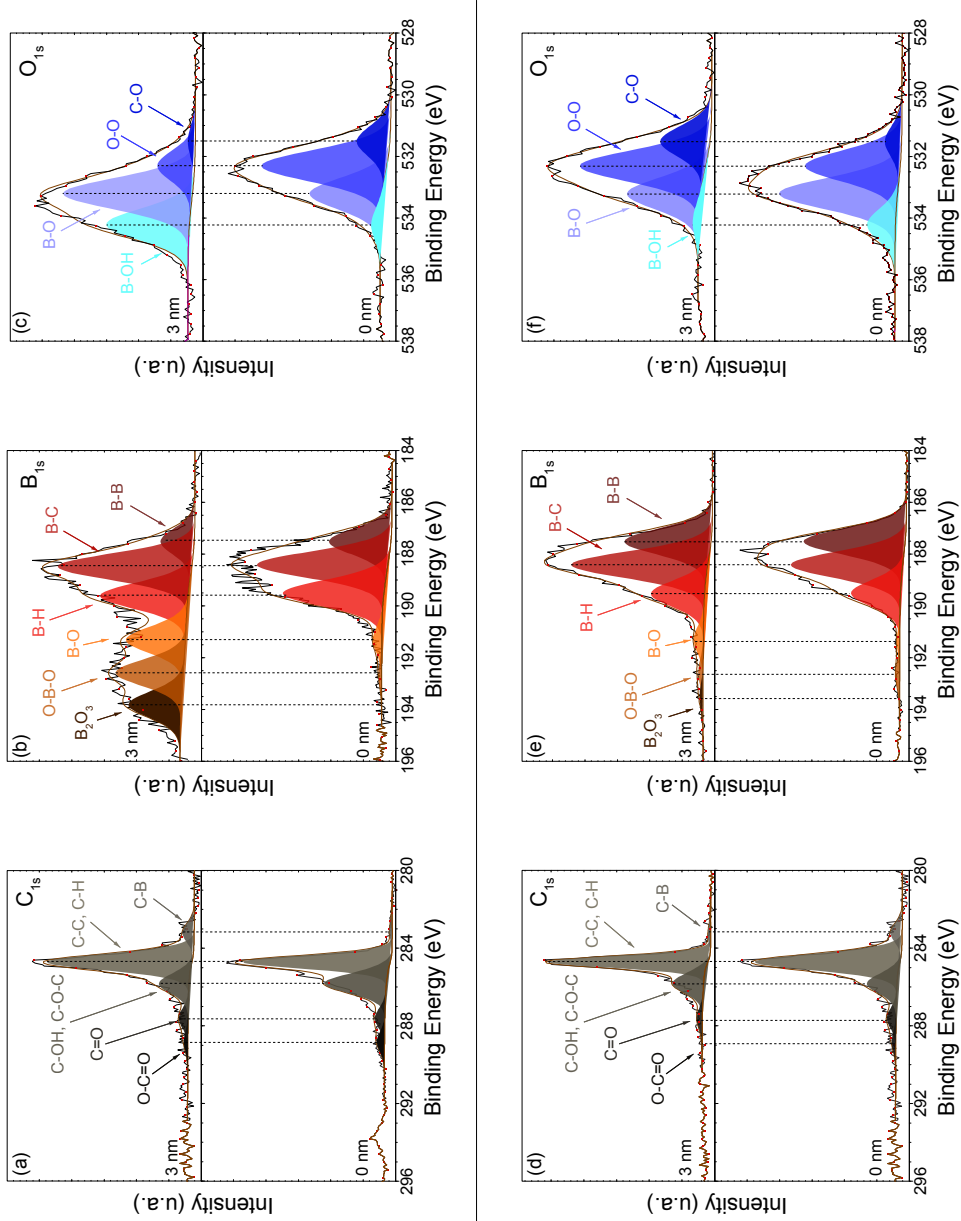 (a)
C1s
C-C, C-H
C-OH, C-O-C
C=O
O-C=O
C-B
3 nm
0 nm
Intensity (u.a.)
296 292 288 284 280
Binding Energy (eV)
(b)
B1s
B-C
B-B
B-H
B-O
O-B-O
B2O3
3 nm
0 nm
Intensity (u.a.)
196 194 192 190 188 186 184
Binding Energy (eV)
(c)
O1s
C-O
O-O
B-O
B-OH
3 nm
0 nm
Intensity (u.a.)
538 536 534 532 530 528
Binding Energy (eV)
(d)
C1s
C-C, C-H
C-OH, C-O-C
C=O
O-C=O
C-B
3 nm
0 nm
Intensity (u.a.)
296 292 288 284 280
Binding Energy (eV)
(e)
B1s
B-C
B-B
B-H
B-O
O-B-O
B2O3
3 nm
0 nm
Intensity (u.a.)
196 194 192 190 188 186 184
Binding Energy (eV)
(f)
O1s
O-O
C-O
B-O
B-OH
3 nm
0 nm
Intensity (u.a.)
538 536 534 532 530 528
Binding Energy (eV)